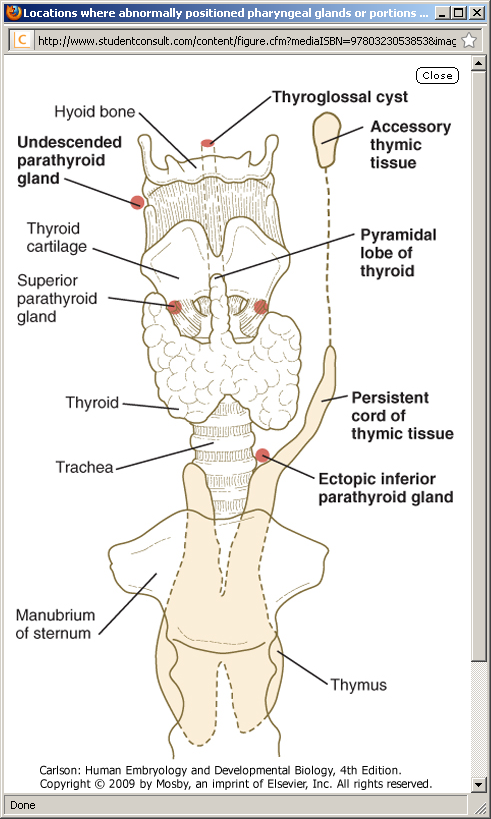 Locations where abnormally positioned pharyngeal glands or portions ...
http://www.studentconsult.com/content/figure.cfm?mediaISBN=9780323053853&imag
Close
Thyroglossal cyst
Hyoid bone
Accessory
thymic
tissue
Undescended
parathyroid
gland
Thyroid
cartilage
Pyramidal
lobe of
thyroid
Superior
parathyroid
gland
Thyroid
Persistent
cord of
thymic tissue
Trachea
Ectopic inferior
parathyroid gland
Manubrium
of sternum
Thymus
Carlson: Human Embryology and Developmental Biology, 4th Edition.
Copyright © 2009 by Mosby, an imprint of Elsevier, Inc. All rights reserved.
Done